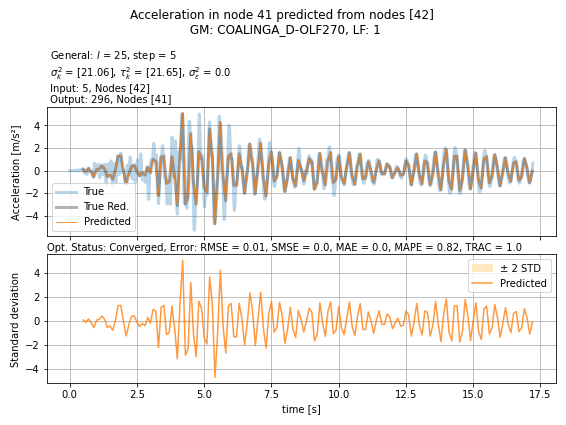 Acceleration in node 41 predicted from nodes [42]
GM: COALINGA_D-OLF270, LF: 1
General: l = 25, step = 5
σ²ₖ = [21.06], τ²ₖ = [21.65], σ²ε = 0.0
Input: 5, Nodes [42]
Output: 296, Nodes [41]
Acceleration [m/s²]
4
2
0
−2
−4
True
True Red.
Predicted
Opt. Status: Converged, Error: RMSE = 0.01, SMSE = 0.0, MAE = 0.0, MAPE = 0.82, TRAC = 1.0
Standard deviation
4
2
0
−2
−4
± 2 STD
Predicted
0.0 2.5 5.0 7.5 10.0 12.5 15.0 17.5
time [s]